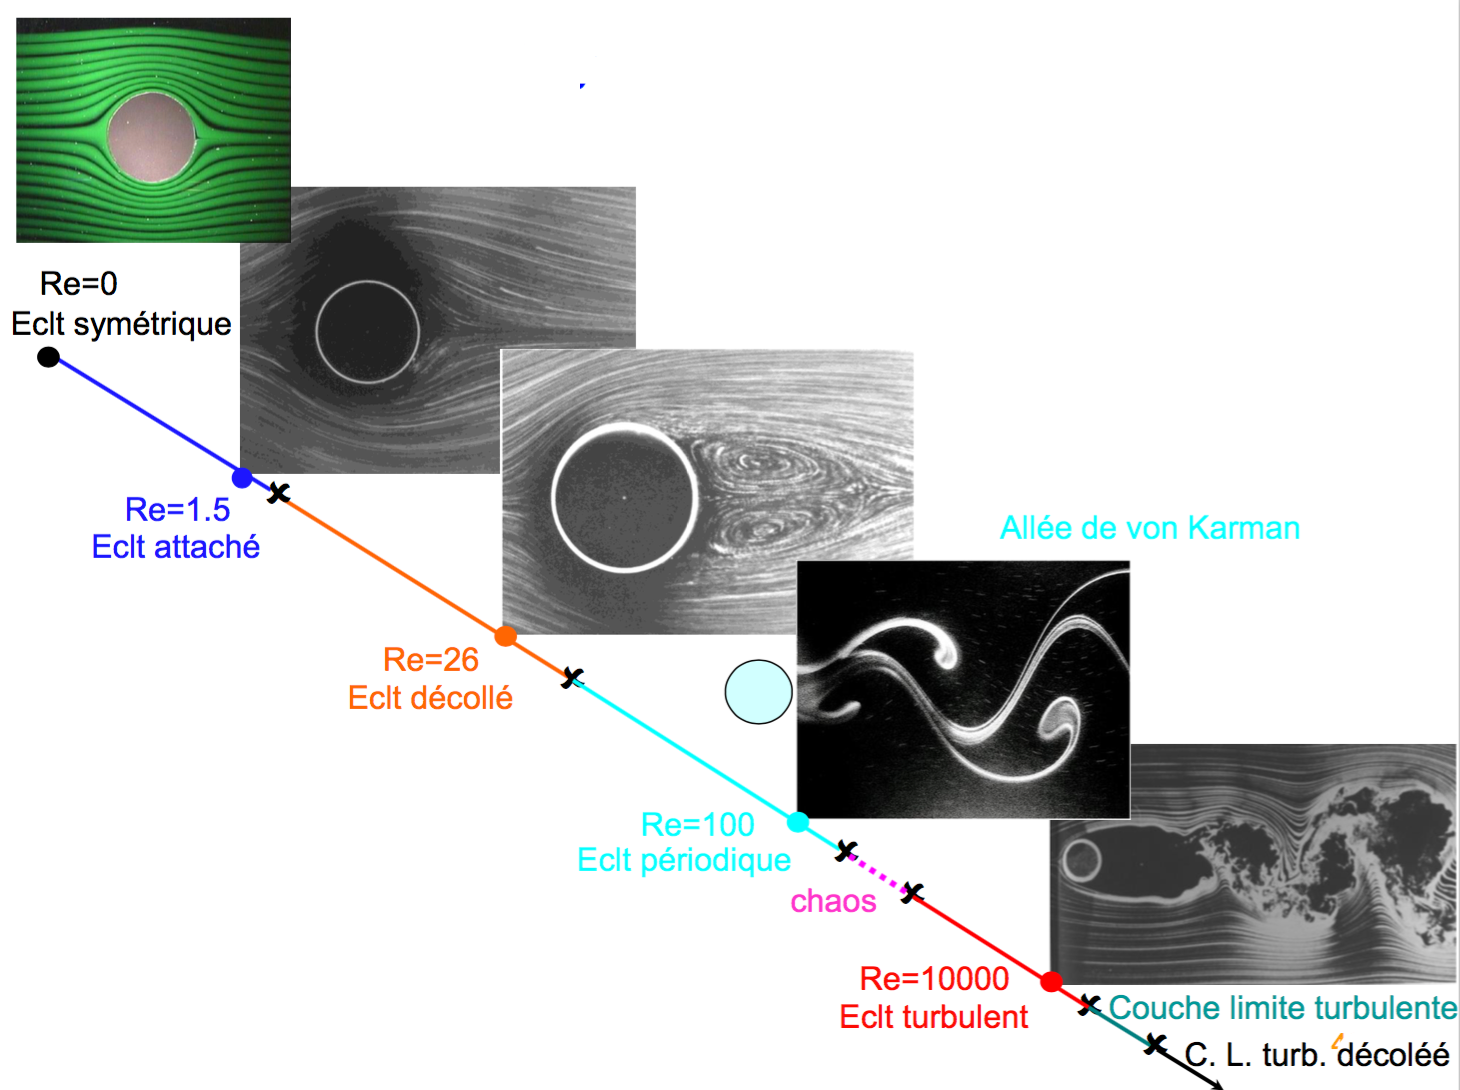 Re=0
Eclt symétrique
Re=1.5
Eclt attaché
Allée de von Karman
Re=26
Eclt décollé
Re=100
Eclt périodique
chaos
Re=10000
Eclt turbulent
Couche limite turbulente
C. L. turb. décoléé